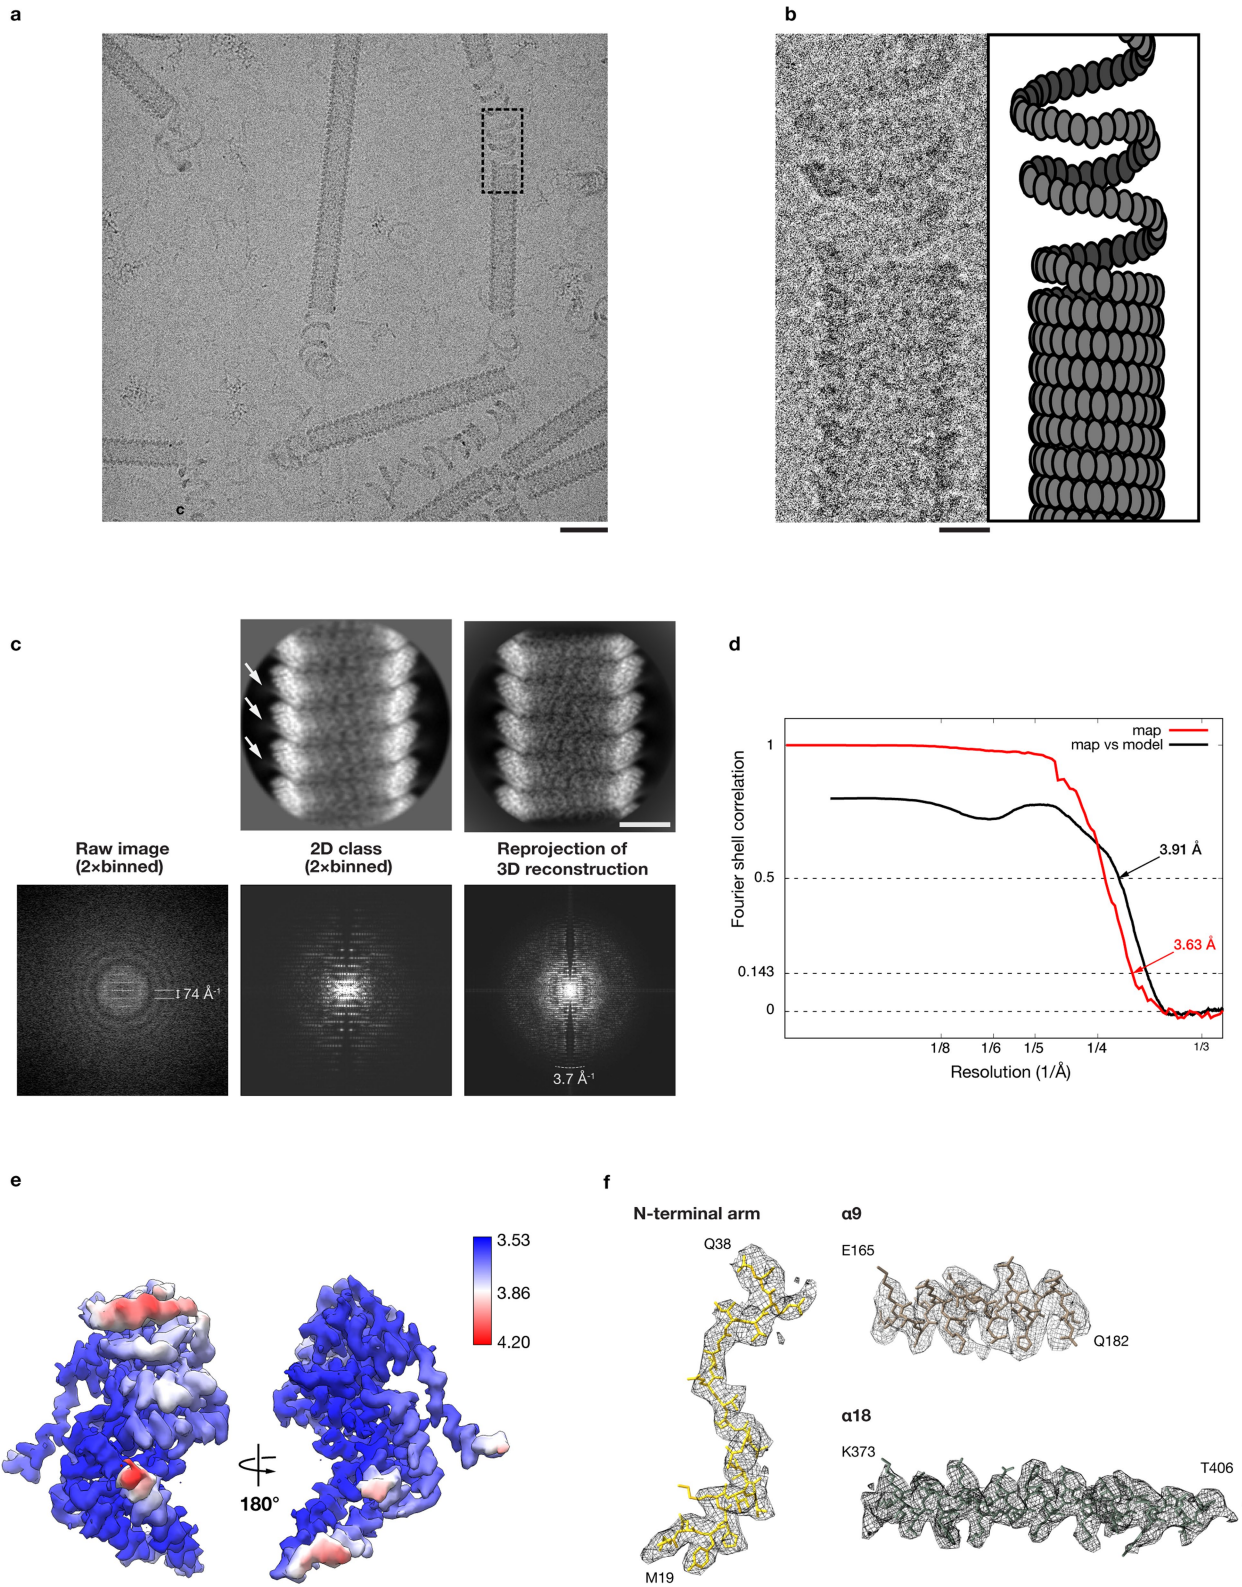 a
b
c
c
d
Raw image
(2×binned)
2D class
(2×binned)
Reprojection of
3D reconstruction
74 Å⁻¹
3.7 Å⁻¹
map
map vs model
1
0.5
0.143
0
Fourier shell correlation
3.91 Å
3.63 Å
1/8
1/6
1/5
1/4
1/3
Resolution (1/Å)
e
f
3.53
3.86
4.20
180°
N-terminal arm
Q38
M19
α9
E165
Q182
α18
K373
T406